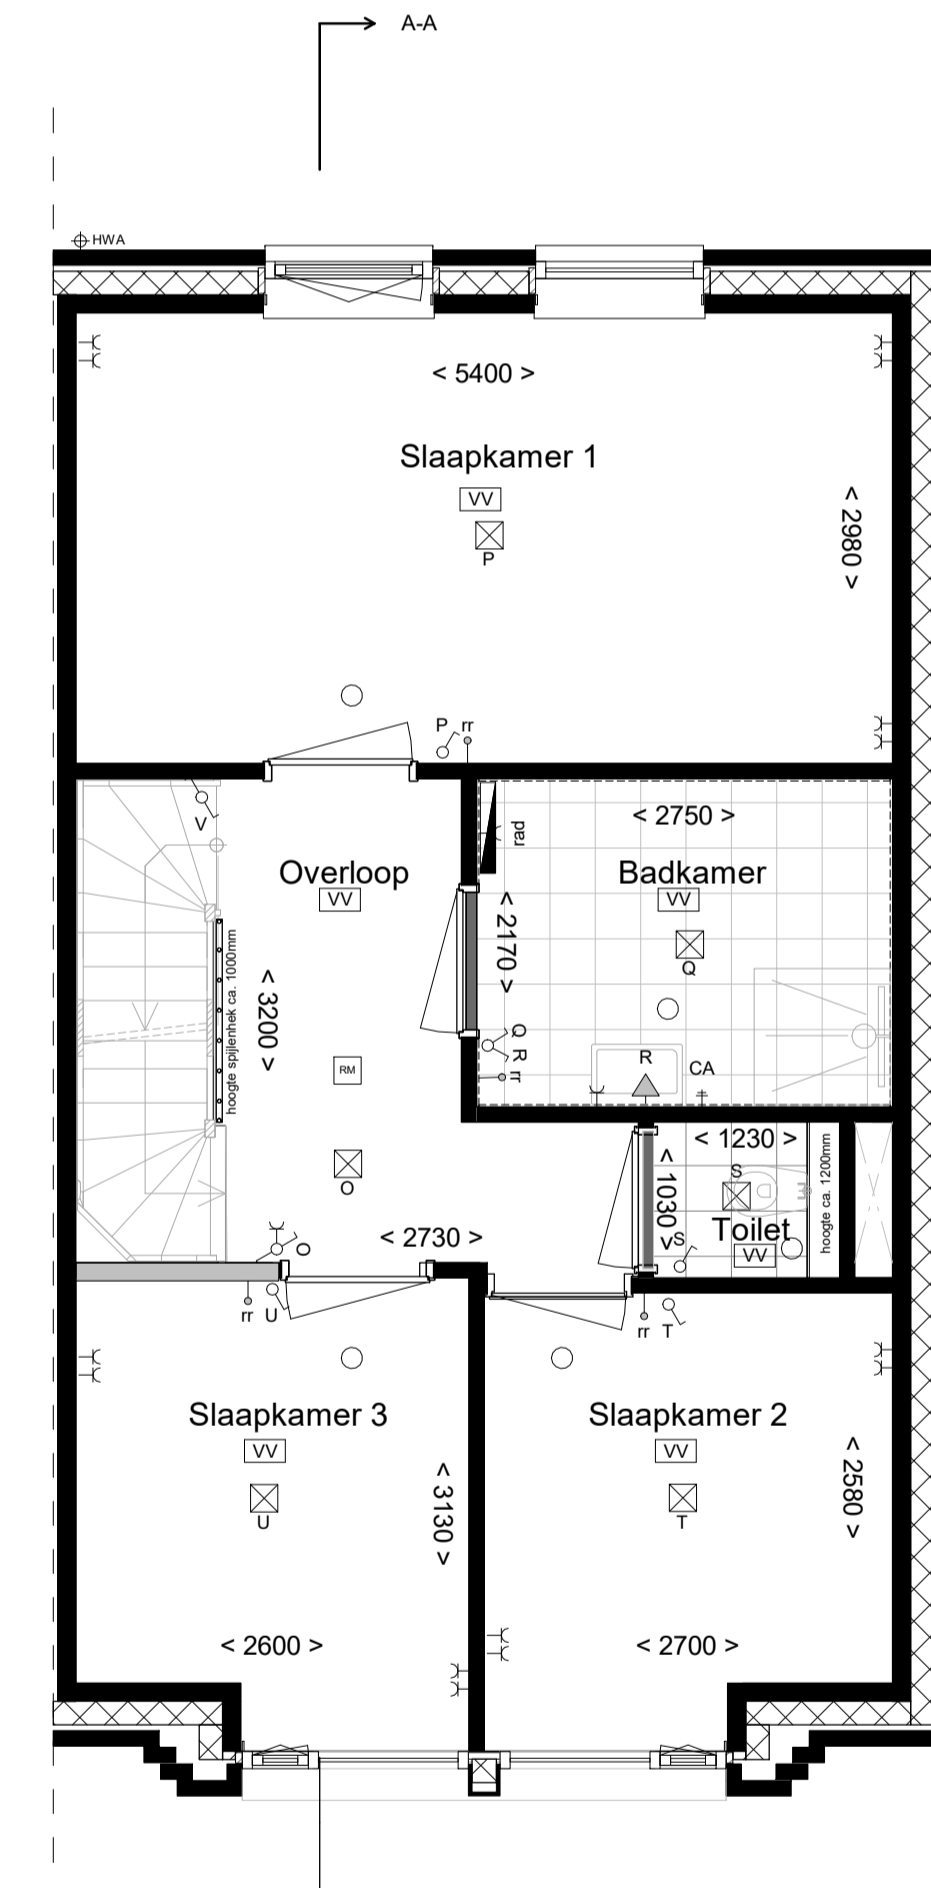 A-A
HWA
< 5400 >
Slaapkamer 1
VV
< 2980 >
P
P rr
V
< 2750 >
rad
Overloop
Badkamer
VV
VV
< 2170 >
Q
hoogte spijlenhek ca. 1000mm
< 3200 >
Q R rr
RM
R
CA
< 1230 >
S
O
< 1030 >
hoogte ca. 1200mm
Toilet
S
VV
< 2730 >
O
rr U
rr T
Slaapkamer 3
Slaapkamer 2
VV
VV
< 2580 >
< 3130 >
U
T
< 2600 >
< 2700 >